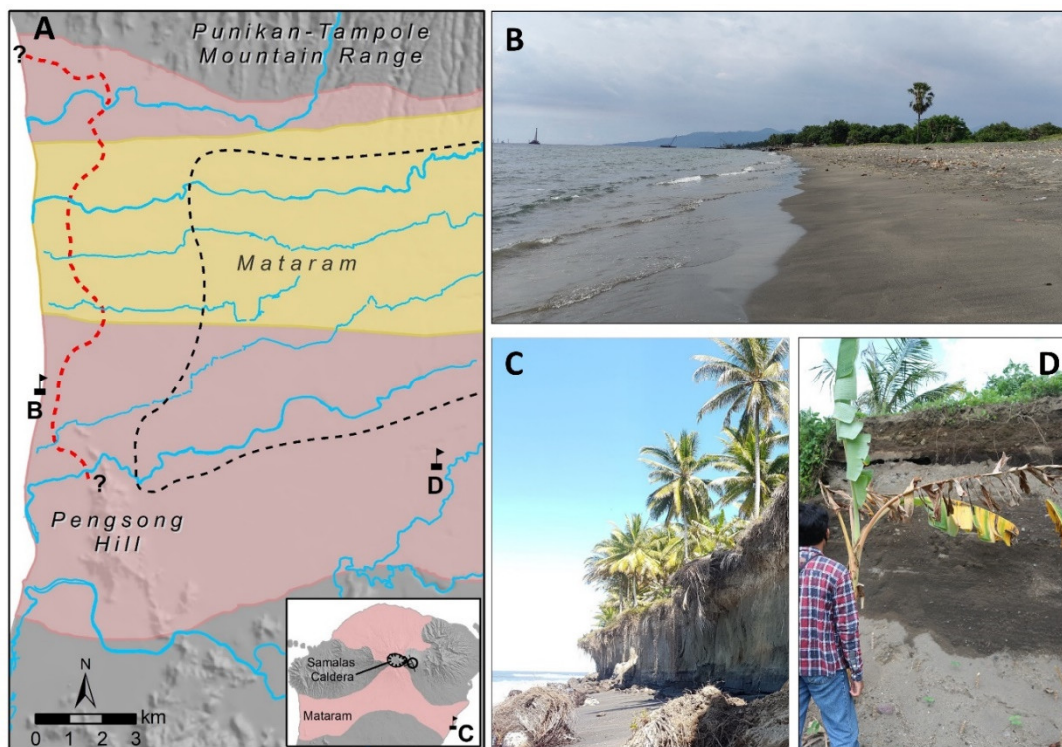 A
Punikan-Tampole
Mountain Range
?
Mataram
B
D
?
Pengsong
Hill
N
km
0 1 2 3
Samalas
Caldera
Mataram
C
B
C
D